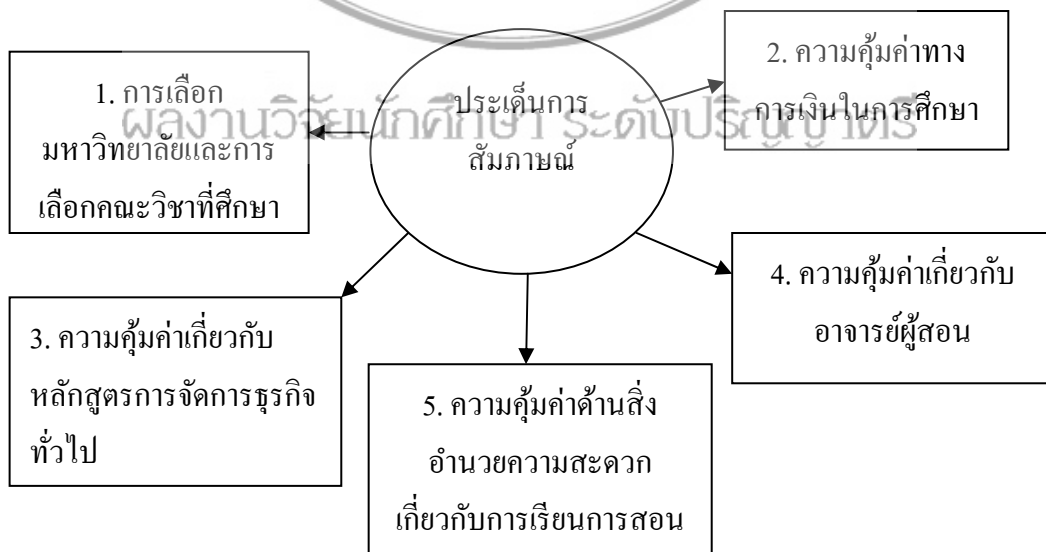 ประเด็นการ
สัมภาษณ์
1. การเลือก
มหาวิทยาลัยและการ
เลือกคณะวิชาที่ศึกษา
2. ความคุ้มค่าทาง
การเงินในการศึกษา
3. ความคุ้มค่าเกี่ยวกับ
หลักสูตรการจัดการธุรกิจ
ทั่วไป
4. ความคุ้มค่าเกี่ยวกับ
อาจารย์ผู้สอน
5. ความคุ้มค่าด้านสิ่ง
อำนวยความสะดวก
เกี่ยวกับการเรียนการสอน
ผลงานวิจัยนักศึกษา ระดับปริญญาตรี